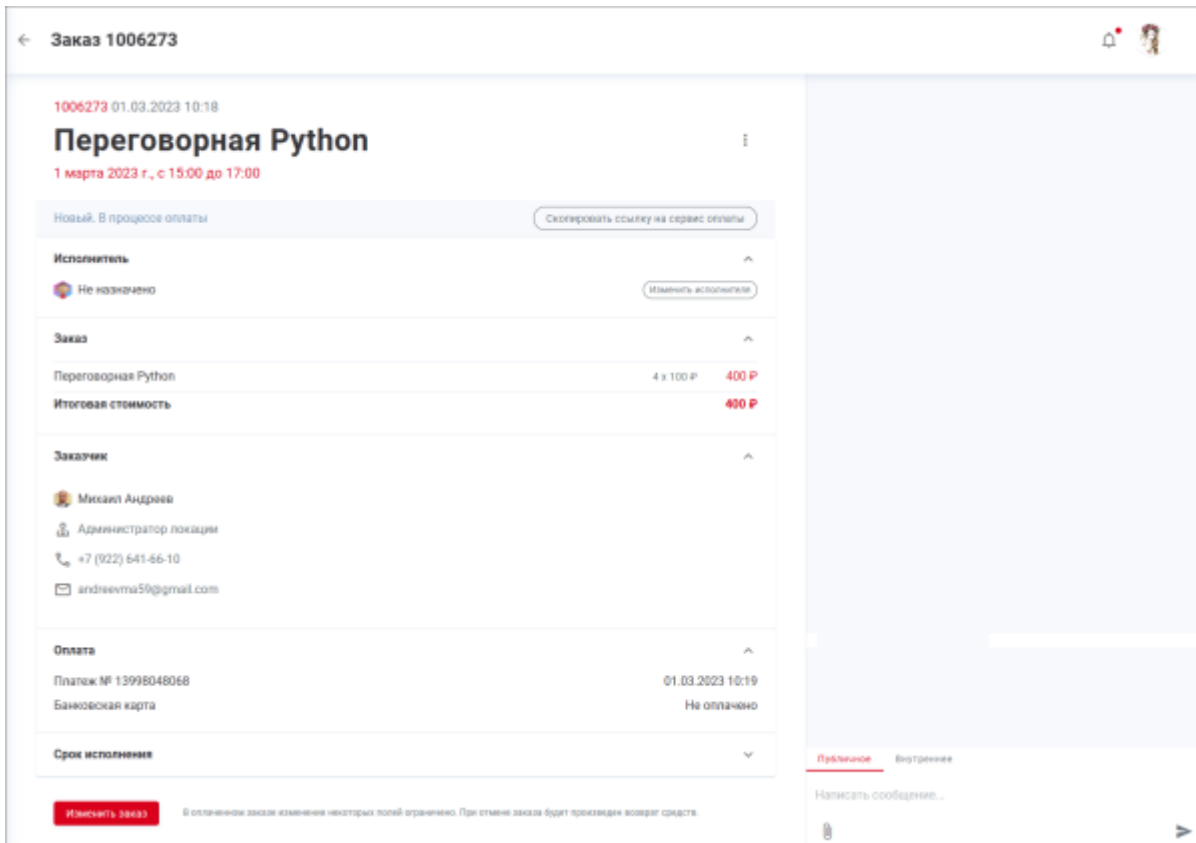 Заказ 1006273
1006273 01.03.2023 10:18
Переговорная Python
1 марта 2023 г., с 15:00 до 17:00
Новый. В процессе оплаты
Скопировать ссылку на сервис оплаты
Исполнитель
Не назначено
Изменить исполнителя
Заказ
Переговорная Python 4 x 100 ₽ 400 ₽
Итоговая стоимость 400 ₽
Заказчик
Михаил Андреев
Администратор локации
+7 (922) 641-66-10
andreevma59@gmail.com
Оплата
Платеж № 13998048068 01.03.2023 10:19
Банковская карта Не оплачено
Срок исполнения
Изменить заказ
В оплаченном заказе изменение некоторых полей ограничено. При отмене заказа будет произведен возврат средств.
Публичное Внутреннее
Написать сообщение...